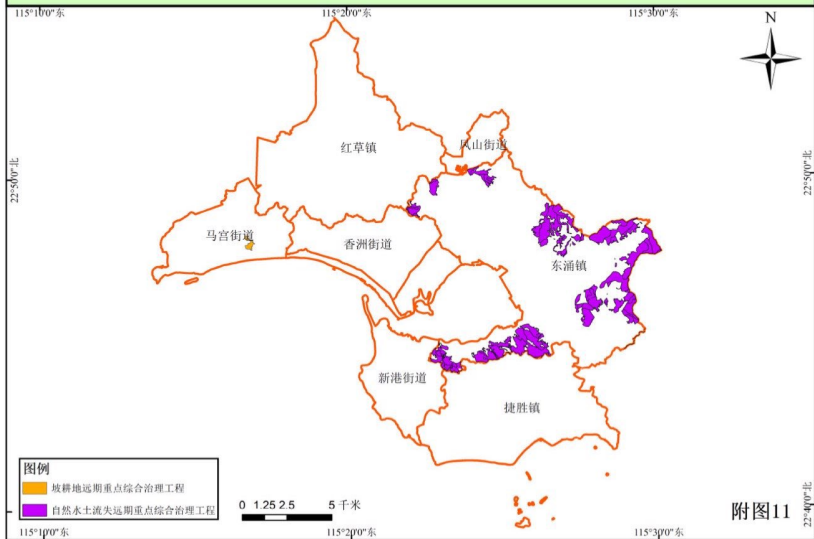 115°10'0"东
115°20'0"东
115°30'0"东
N
凤山街道
红草镇
22°50'0"北
22°50'0"北
马宫街道
香洲街道
东涌镇
新港街道
捷胜镇
图例
坡耕地远期重点综合治理工程
自然水土流失远期重点综合治理工程
0 1.25 2.5 5 千米
附图11
22°40'0"北
115°10'0"东
115°20'0"东
115°30'0"东